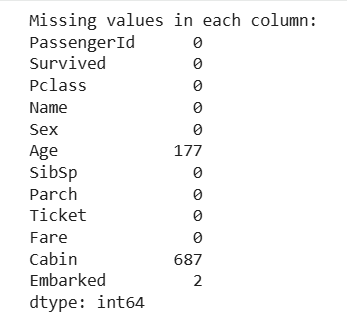 Missing values in each column:
PassengerId 0
Survived 0
Pclass 0
Name 0
Sex 0
Age 177
SibSp 0
Parch 0
Ticket 0
Fare 0
Cabin 687
Embarked 2
dtype: int64